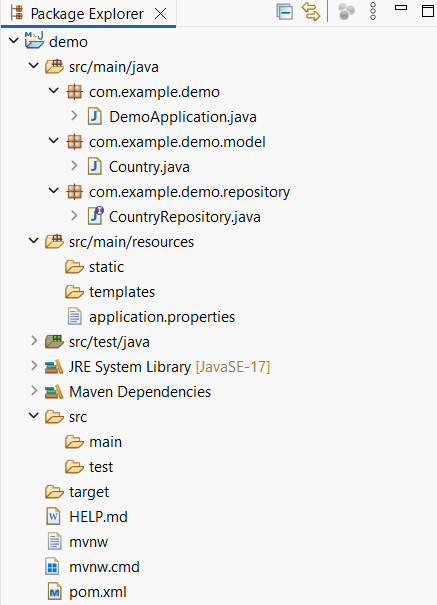 Package Explorer
demo
src/main/java
com.example.demo
DemoApplication.java
com.example.demo.model
Country.java
com.example.demo.repository
CountryRepository.java
src/main/resources
static
templates
application.properties
src/test/java
JRE System Library [JavaSE-17]
Maven Dependencies
src
main
test
target
HELP.md
mvnw
mvnw.cmd
pom.xml